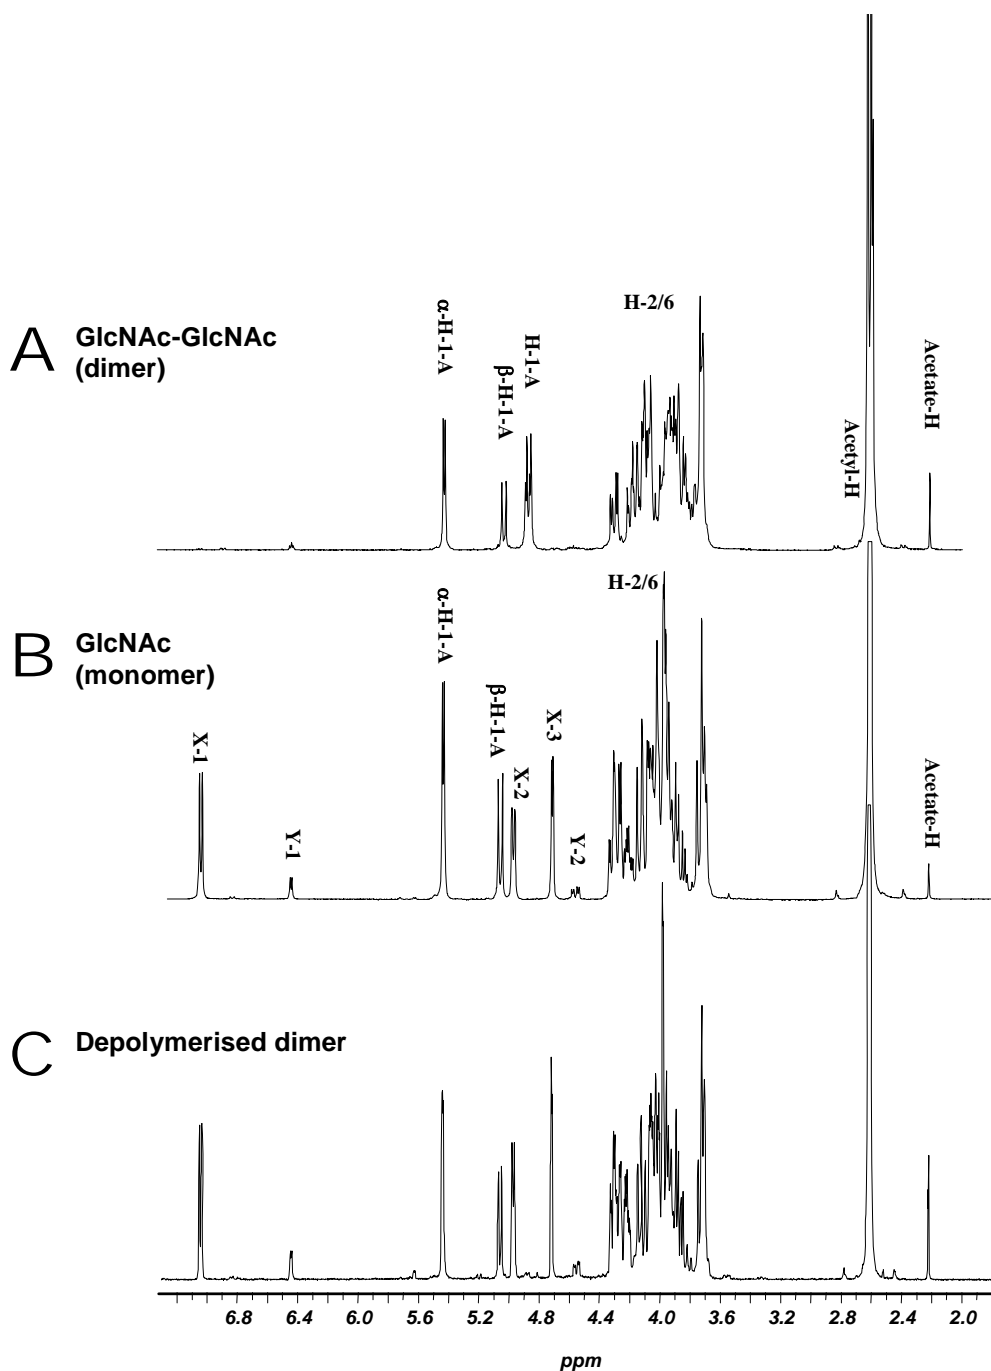 A
GlcNAc-GlcNAc
(dimer)
α-H-1-A
β-H-1-A
H-1-A
H-2/6
Acetyl-H
Acetate-H
B
GlcNAc
(monomer)
X-1
Y-1
α-H-1-A
β-H-1-A
X-2
X-3
Y-2
H-2/6
Acetate-H
C
Depolymerised dimer
6.8 6.4 6.0 5.6 5.2 4.8 4.4 4.0 3.6 3.2 2.8 2.4 2.0
ppm